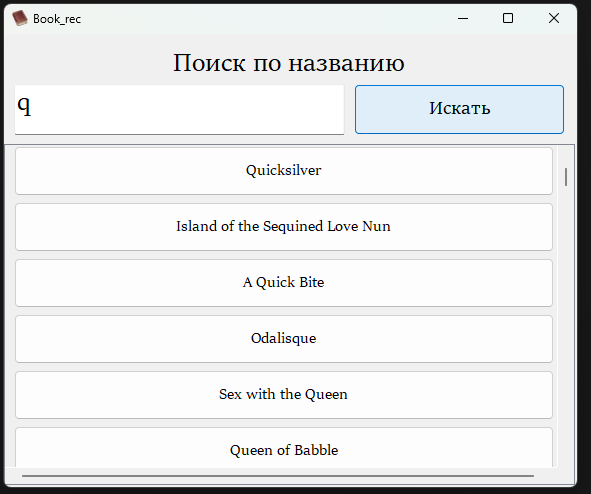 Book_rec
Поиск по названию
q
Искать
Quicksilver
Island of the Sequined Love Nun
A Quick Bite
Odalisque
Sex with the Queen
Queen of Babble